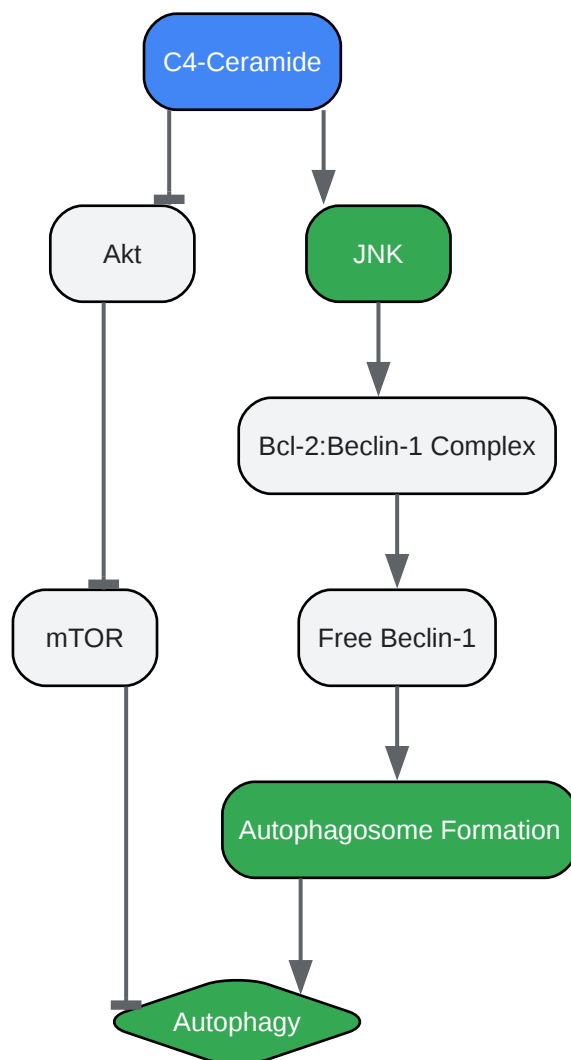 C4-Ceramide
Akt
JNK
Bcl-2:Beclin-1 Complex
mTOR
Free Beclin-1
Autophagosome Formation
Autophagy